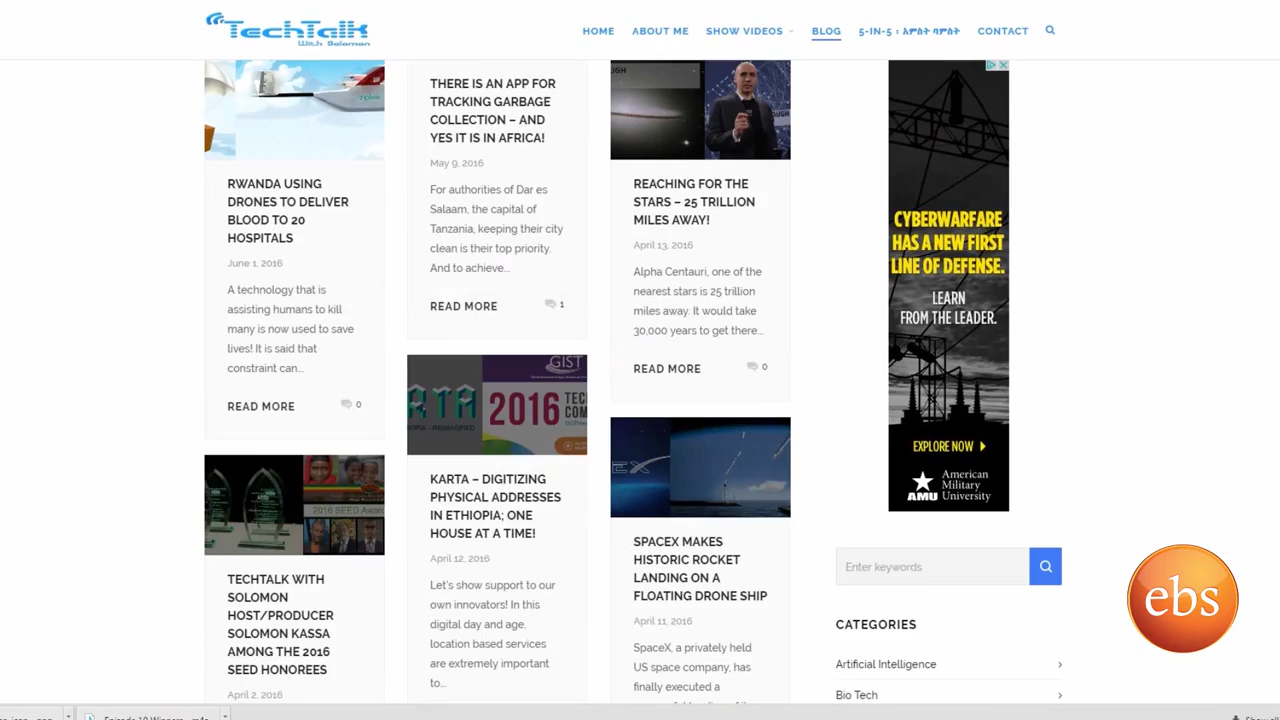 TechTalk
With Solomon
HOME ABOUT ME SHOW VIDEOS BLOG 5-IN-5 : አምስት ባምስት CONTACT
zipline
RWANDA USING
DRONES TO DELIVER
BLOOD TO 20
HOSPITALS
June 1, 2016
A technology that is
assisting humans to kill
many is now used to save
lives! It is said that
constraint can...
READ MORE 0
2016 SEED Awar
TECHTALK WITH
SOLOMON
HOST/PRODUCER
SOLOMON KASSA
AMONG THE 2016
SEED HONOREES
April 2, 2016
THERE IS AN APP FOR
TRACKING GARBAGE
COLLECTION – AND
YES IT IS IN AFRICA!
May 9, 2016
For authorities of Dar es
Salaam, the capital of
Tanzania, keeping their city
clean is their top priority.
And to achieve...
READ MORE 1
GIST
2016 TEC
COM
KARTA – DIGITIZING
PHYSICAL ADDRESSES
IN ETHIOPIA; ONE
HOUSE AT A TIME!
April 12, 2016
Let's show support to our
own innovators! In this
digital day and age,
location based services
are extremely important
to...
REACHING FOR THE
STARS – 25 TRILLION
MILES AWAY!
April 13, 2016
Alpha Centauri, one of the
nearest stars is 25 trillion
miles away. It would take
30,000 years to get there...
READ MORE 0
EX
SPACEX MAKES
HISTORIC ROCKET
LANDING ON A
FLOATING DRONE SHIP
April 11, 2016
SpaceX, a privately held
US space company, has
finally executed a
CYBERWARFARE
HAS A NEW FIRST
LINE OF DEFENSE.
LEARN
FROM THE LEADER.
EXPLORE NOW
AMU American
Military
University
Enter keywords
CATEGORIES
Artificial Intelligence
Bio Tech
ebs